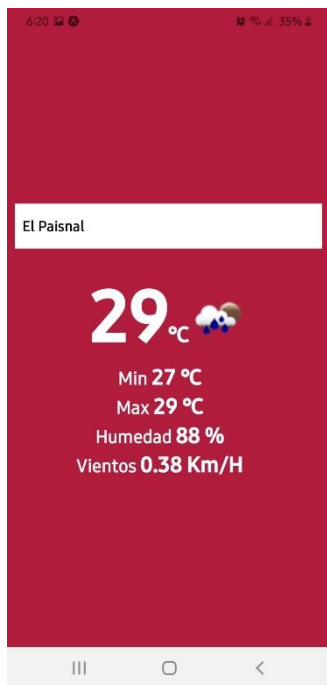 6:20
35%
El Paisnal
29 °C
Min 27 °C
Max 29 °C
Humedad 88 %
Vientos 0.38 Km/H